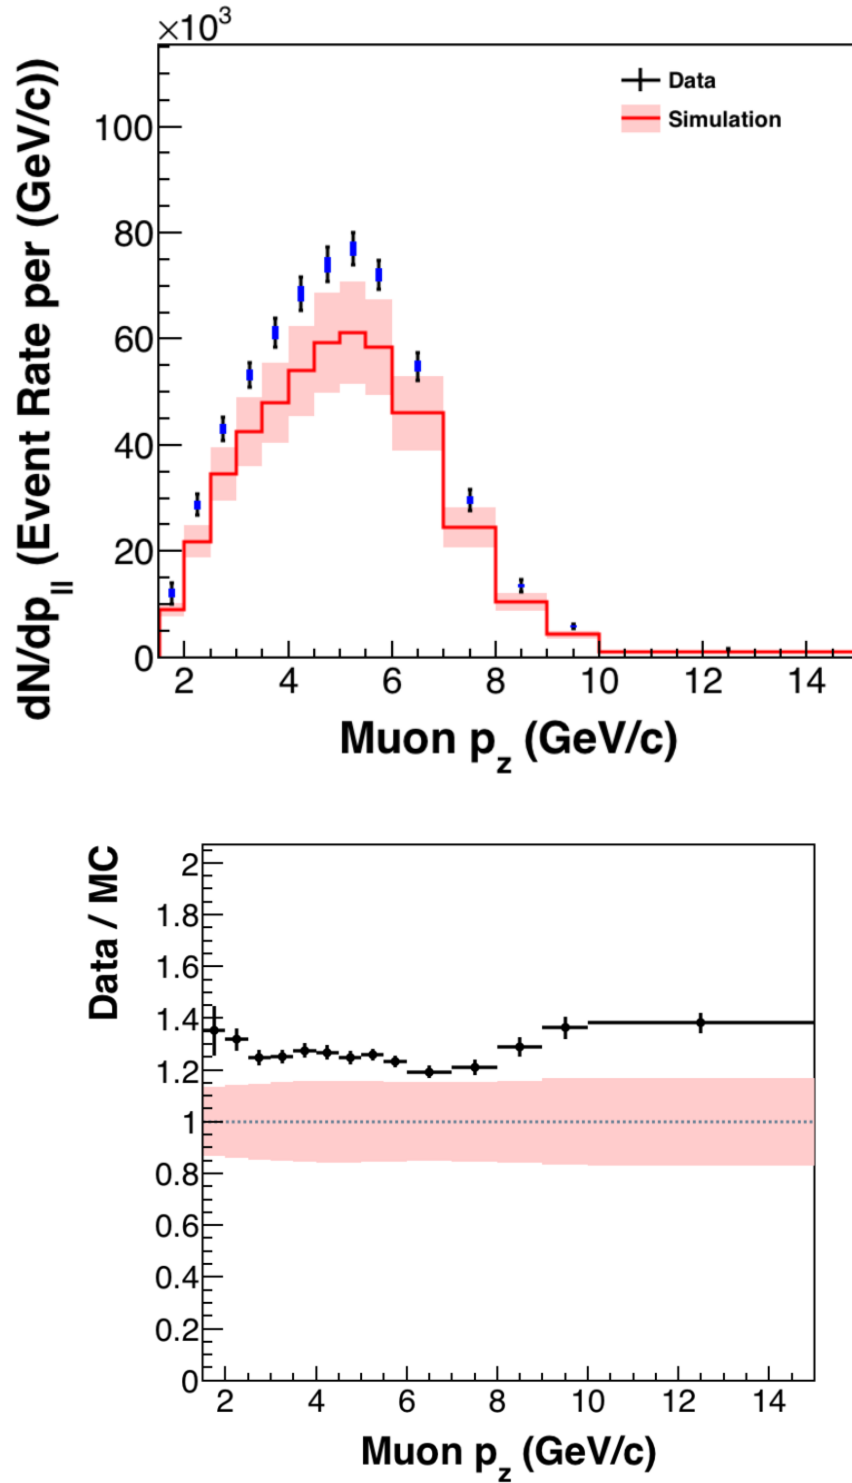 ×10³
dN/dp_|| (Event Rate per (GeV/c))
Data
Simulation
100
80
60
40
20
0
2 4 6 8 10 12 14
Muon p_z (GeV/c)
Data / MC
2
1.8
1.6
1.4
1.2
1
0.8
0.6
0.4
0.2
0
2 4 6 8 10 12 14
Muon p_z (GeV/c)